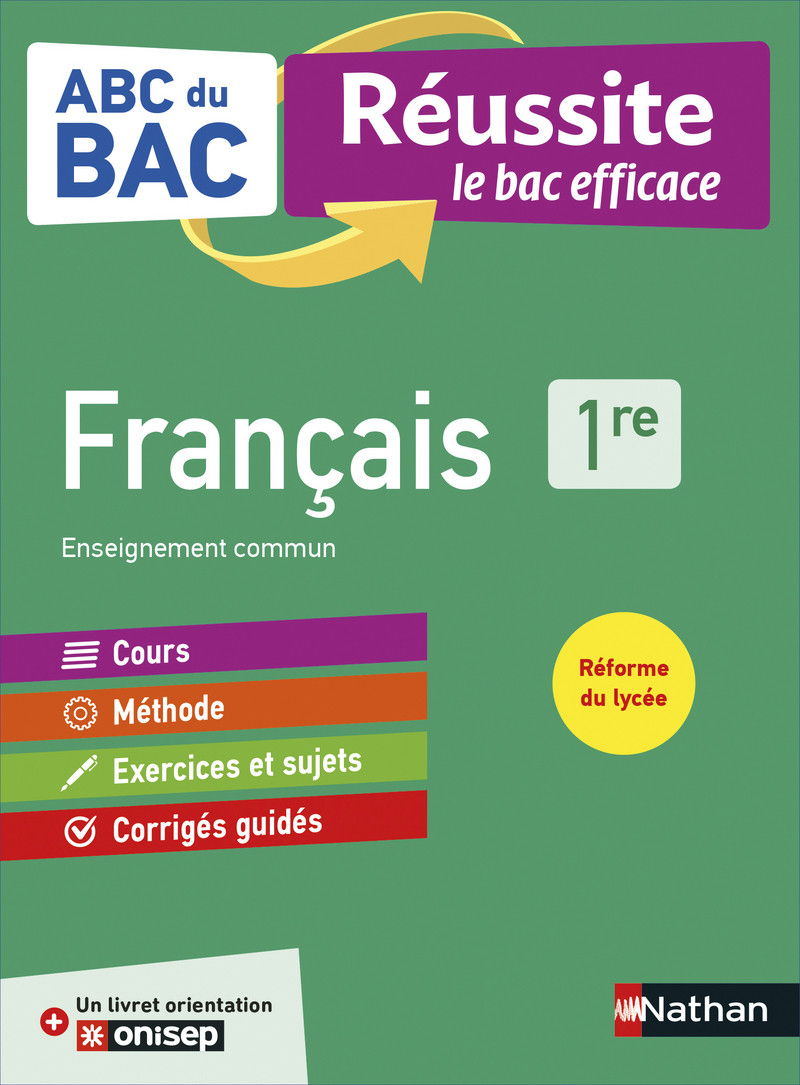 ABC du
BAC
Réussite
le bac efficace
Français
1re
Enseignement commun
Cours
Méthode
Exercices et sujets
Corrigés guidés
Réforme
du lycée
+ Un livret orientation
onisep
Nathan